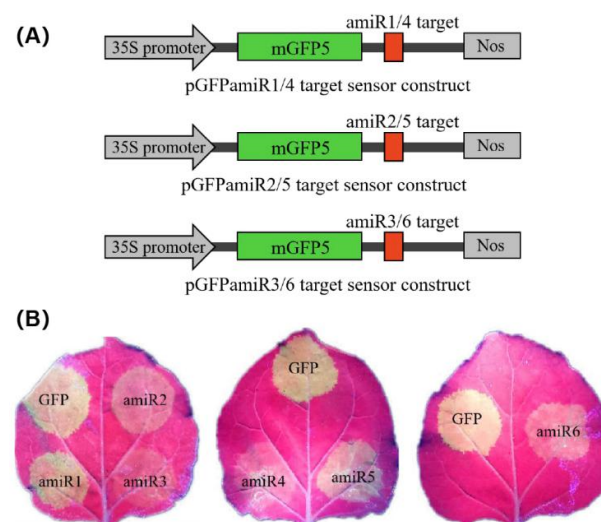 (A)
amiR1/4 target
35S promoter mGFP5 Nos
pGFPamiR1/4 target sensor construct
amiR2/5 target
35S promoter mGFP5 Nos
pGFPamiR2/5 target sensor construct
amiR3/6 target
35S promoter mGFP5 Nos
pGFPamiR3/6 target sensor construct
(B)
GFP amiR2
amiR1 amiR3
GFP
amiR4 amiR5
GFP amiR6